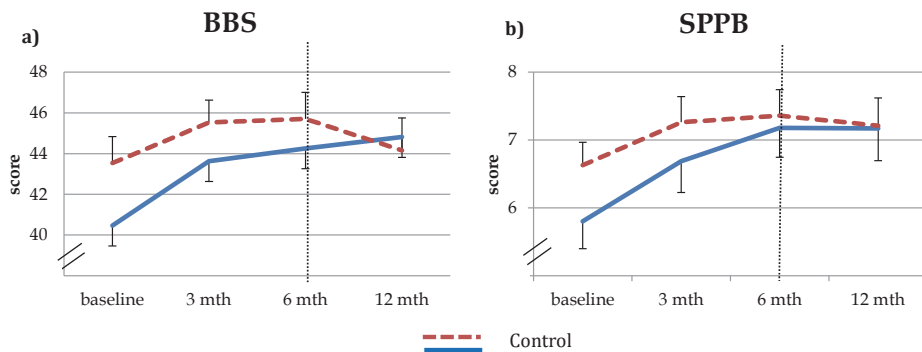 a)
BBS
48
46
44
42
40
score
baseline
3 mth
6 mth
12 mth
b)
SPPB
8
7
6
score
baseline
3 mth
6 mth
12 mth
Control